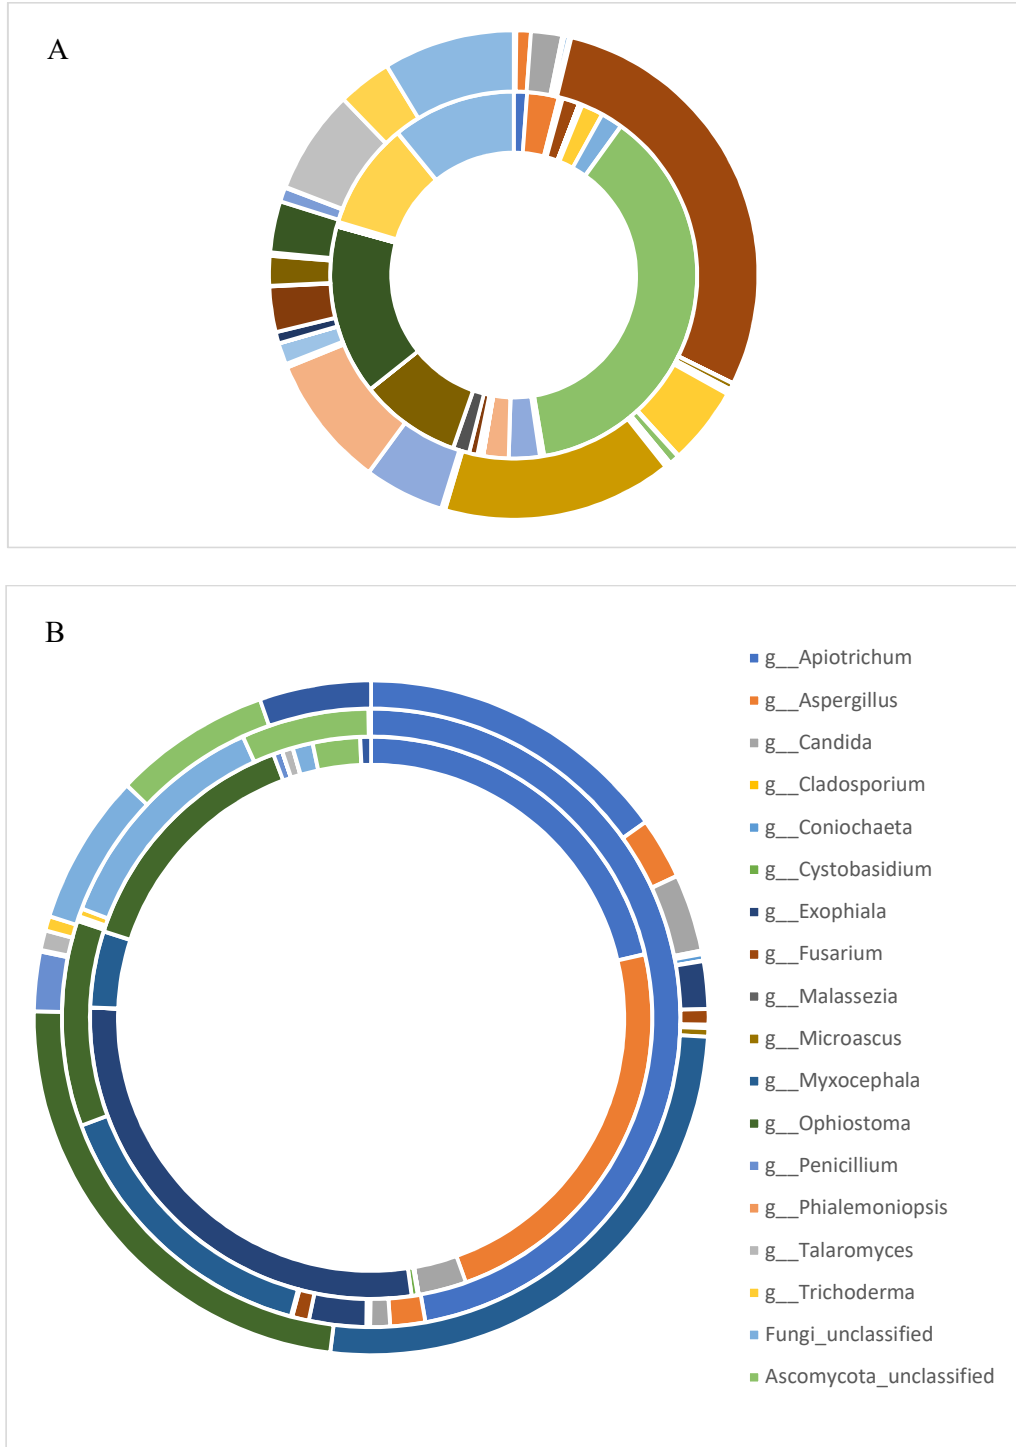 A
B
g__Apiotrichum
g__Aspergillus
g__Candida
g__Cladosporium
g__Coniochaeta
g__Cystobasidium
g__Exophiala
g__Fusarium
g__Malassezia
g__Microascus
g__Myxocephala
g__Ophiostoma
g__Penicillium
g__Phialemoniopsis
g__Talaromyces
g__Trichoderma
Fungi_unclassified
Ascomycota_unclassified